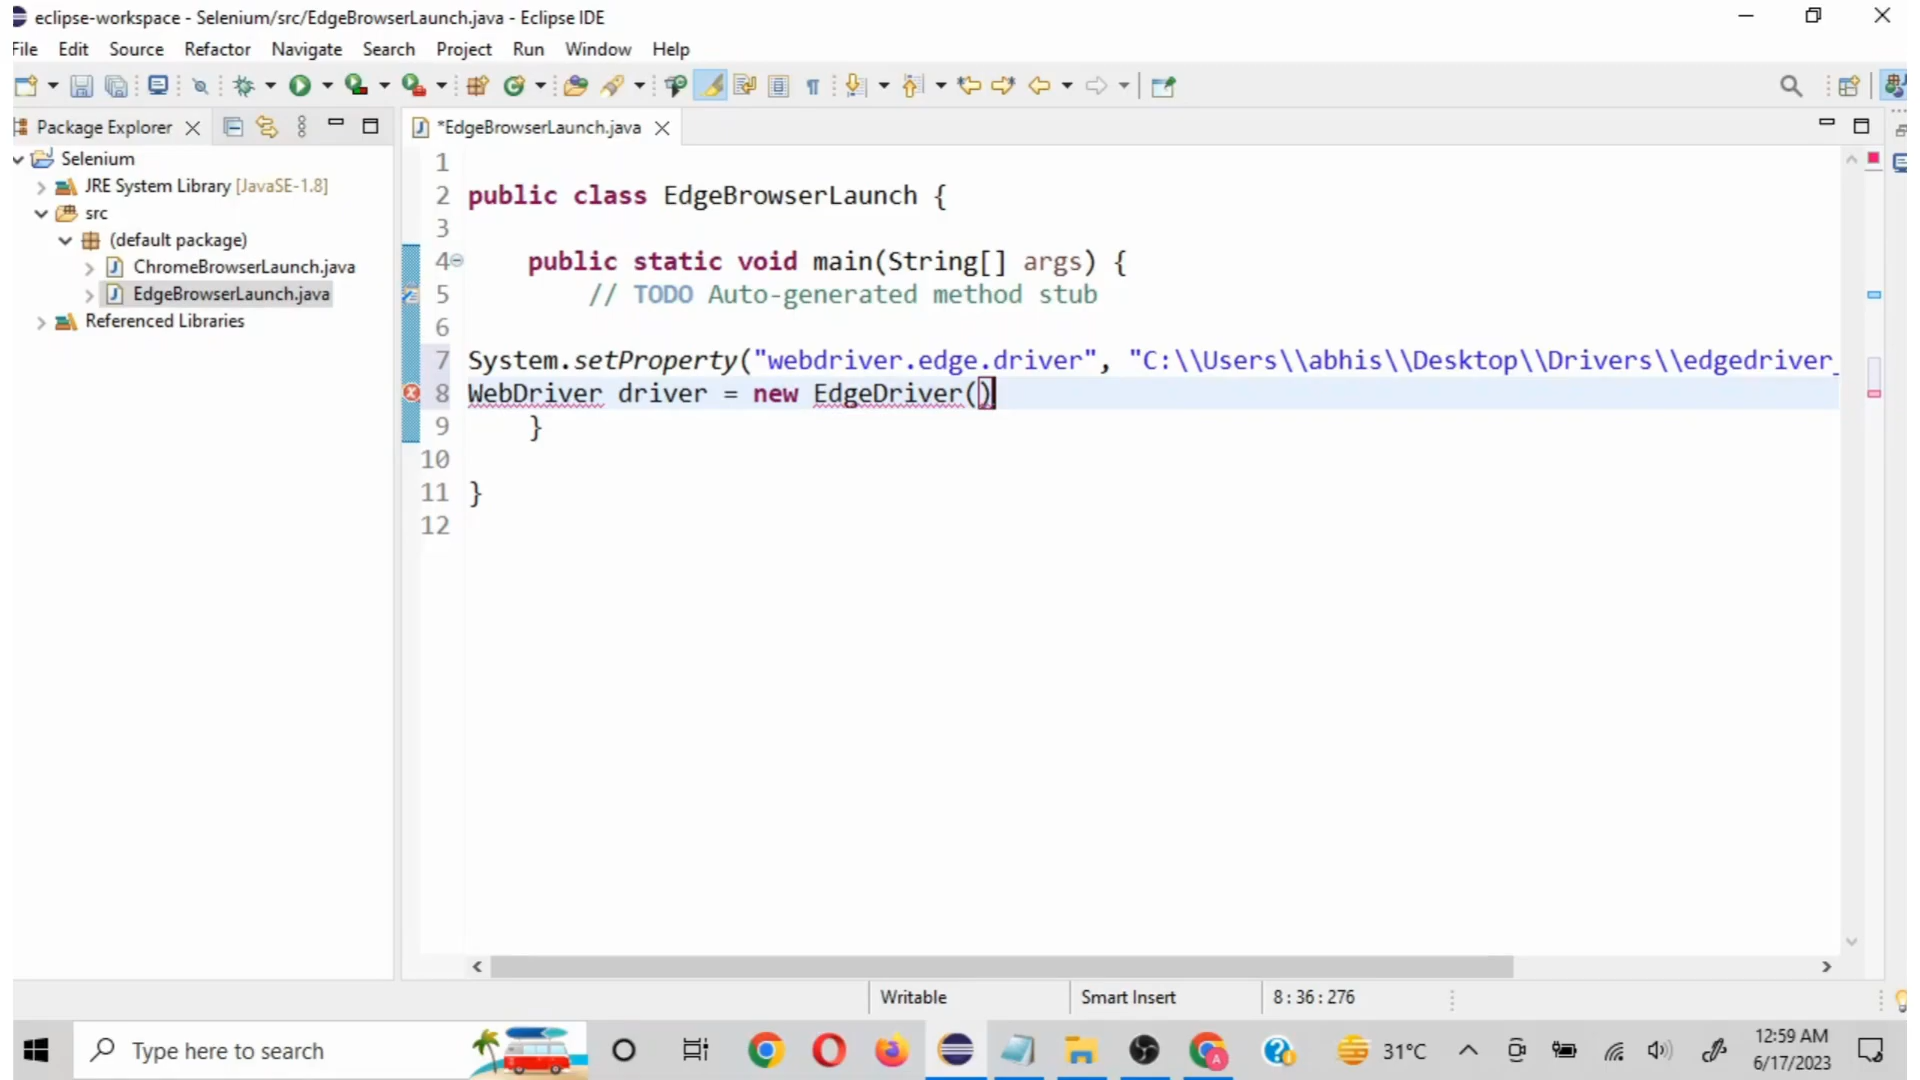 eclipse-workspace - Selenium/src/EdgeBrowserLaunch.java - Eclipse IDE
File Edit Source Refactor Navigate Search Project Run Window Help
Package Explorer
*EdgeBrowserLaunch.java
Selenium
JRE System Library [JavaSE-1.8]
src
(default package)
ChromeBrowserLaunch.java
EdgeBrowserLaunch.java
Referenced Libraries
1
2 public class EdgeBrowserLaunch {
3
4 public static void main(String[] args) {
5 // TODO Auto-generated method stub
6
7 System.setProperty("webdriver.edge.driver", "C:\\Users\\abhis\\Desktop\\Drivers\\edgedriver_
8 WebDriver driver = new EdgeDriver()
9 }
10
11 }
12
Writable Smart Insert 8 : 36 : 276
Type here to search
A
31°C
12:59 AM
6/17/2023